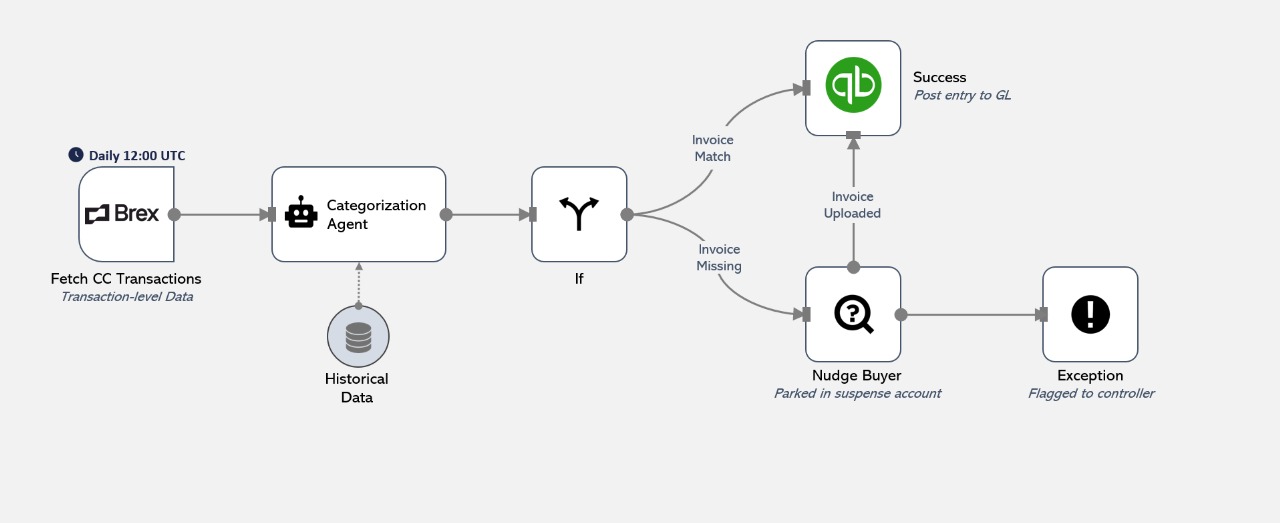 Daily 12:00 UTC
Brex
Fetch CC Transactions
Transaction-level Data
Categorization
Agent
Historical
Data
If
Invoice
Match
Invoice
Missing
qb
Success
Post entry to GL
Invoice
Uploaded
?
Nudge Buyer
Parked in suspense account
!
Exception
Flagged to controller